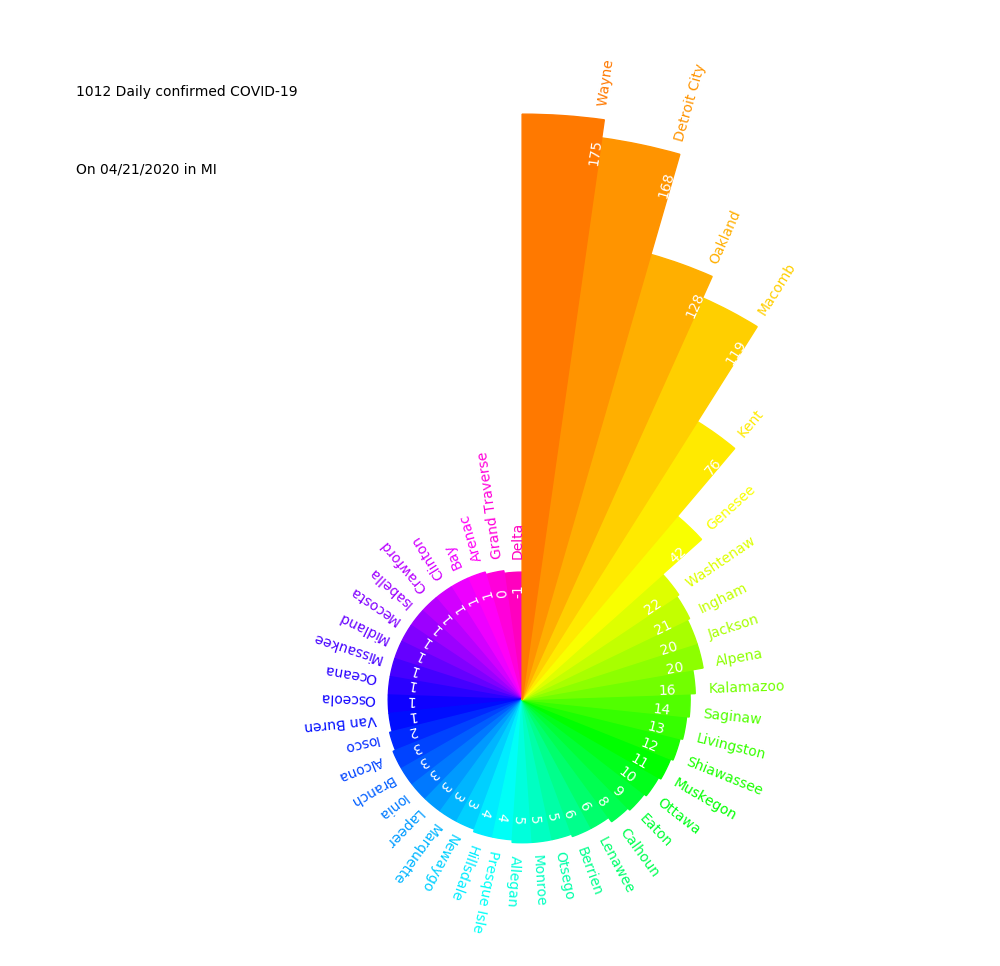 1012 Daily confirmed COVID-19
On 04/21/2020 in MI
Wayne
175
Detroit City
168
Oakland
128
Macomb
119
Kent
76
Genesee
42
Washtenaw
22
Ingham
21
Jackson
20
Alpena
20
Kalamazoo
16
Saginaw
14
Livingston
13
Shiawassee
12
Muskegon
11
Ottawa
10
Eaton
9
Calhoun
8
Lenawee
6
Berrien
6
Otsego
5
Monroe
5
Allegan
5
Presque Isle
4
Hillsdale
4
Newaygo
3
Marquette
3
Lapeer
3
Ionia
3
Branch
3
Alcona
3
Iosco
2
Van Buren
1
Osceola
1
Oceana
1
Missaukee
1
Midland
1
Mecosta
1
Isabella
1
Crawford
1
Clinton
1
Bay
1
Arenac
1
Grand Traverse
0
Delta
-1